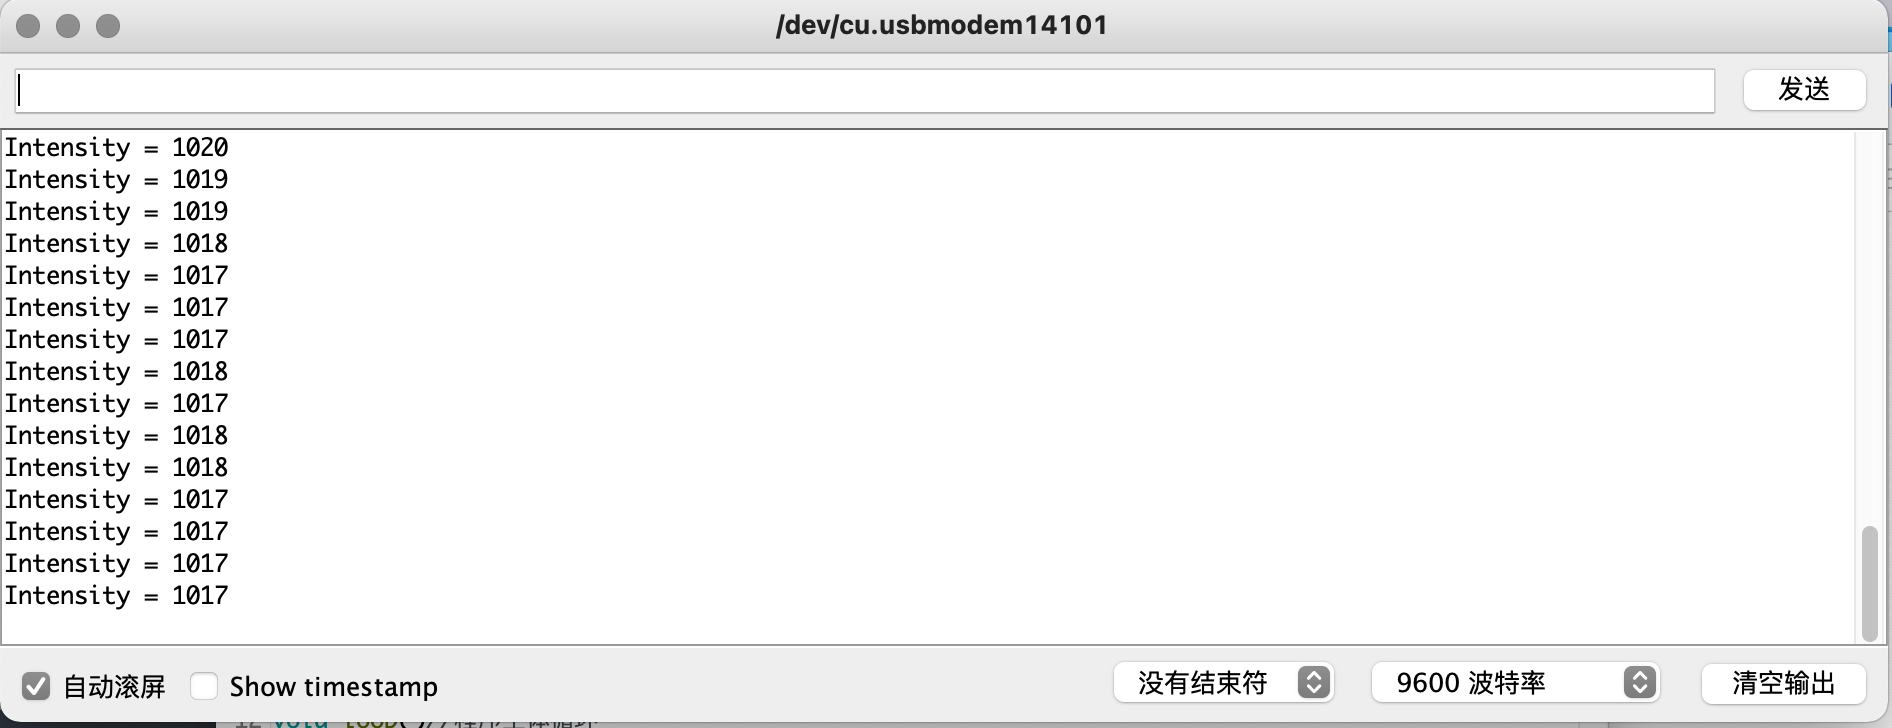 /dev/cu.usbmodem14101
发送
Intensity = 1020
Intensity = 1019
Intensity = 1019
Intensity = 1018
Intensity = 1017
Intensity = 1017
Intensity = 1017
Intensity = 1018
Intensity = 1017
Intensity = 1018
Intensity = 1018
Intensity = 1017
Intensity = 1017
Intensity = 1017
Intensity = 1017
自动滚屏 Show timestamp 没有结束符 9600 波特率 清空输出